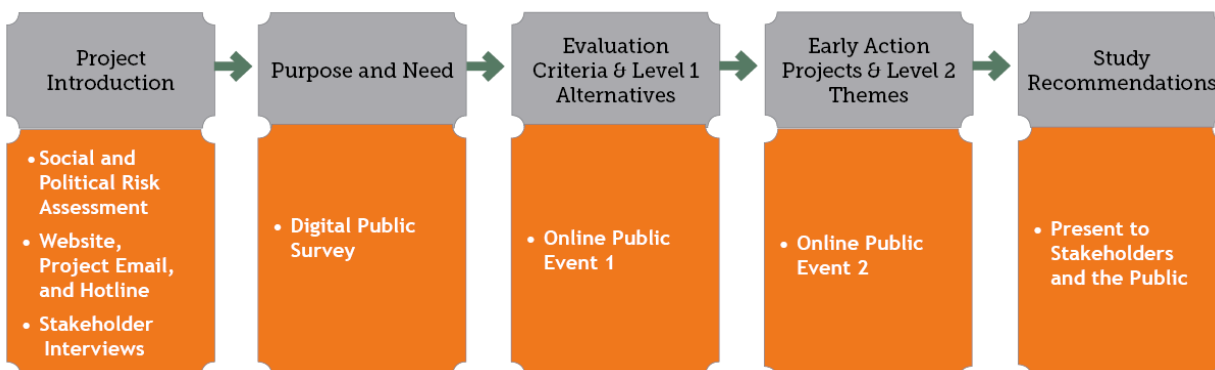 Project
Introduction
• Social and
Political Risk
Assessment
• Website,
Project Email,
and Hotline
• Stakeholder
Interviews
Purpose and Need
• Digital Public
Survey
Evaluation
Criteria & Level 1
Alternatives
• Online Public
Event 1
Early Action
Projects & Level 2
Themes
• Online Public
Event 2
Study
Recommendations
• Present to
Stakeholders
and the Public